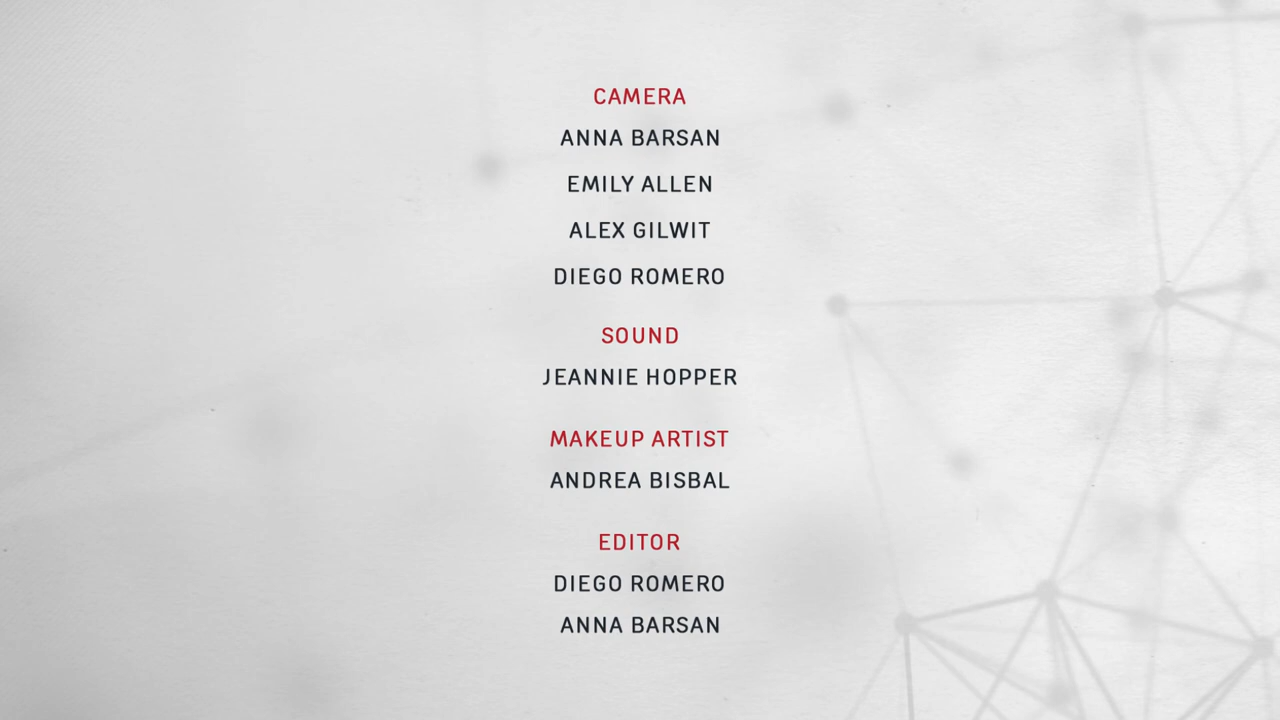 CAMERA
ANNA BARSAN
EMILY ALLEN
ALEX GILWIT
DIEGO ROMERO
SOUND
JEANNIE HOPPER
MAKEUP ARTIST
ANDREA BISBAL
EDITOR
DIEGO ROMERO
ANNA BARSAN